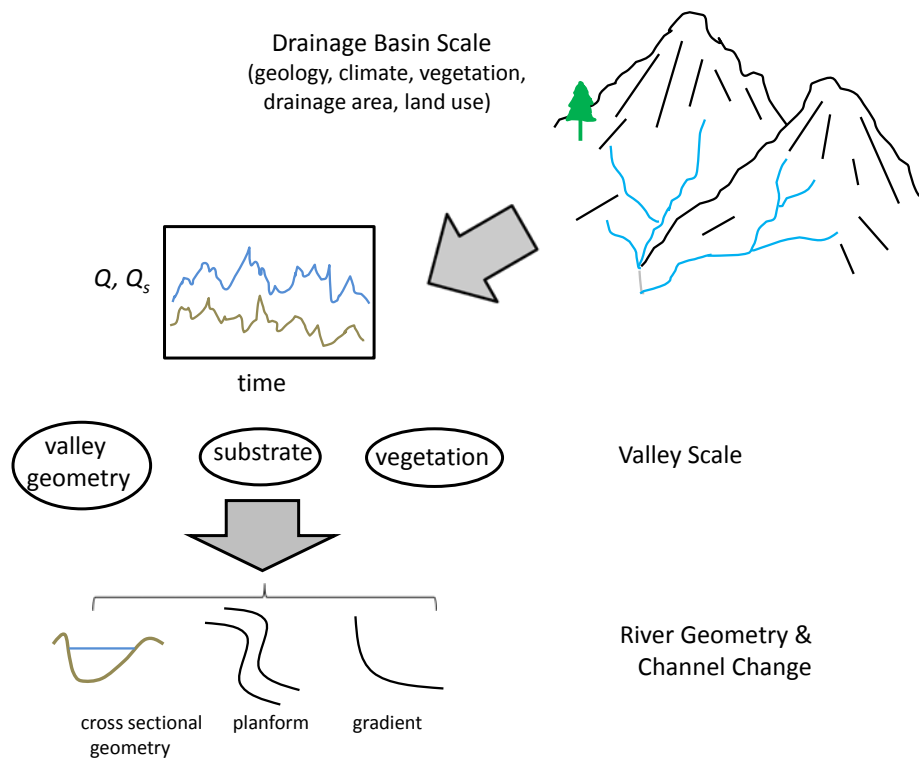 Drainage Basin Scale
(geology, climate, vegetation,
drainage area, land use)
Q, Qs
time
valley
geometry
substrate
vegetation
Valley Scale
River Geometry &
Channel Change
cross sectional
geometry
planform
gradient